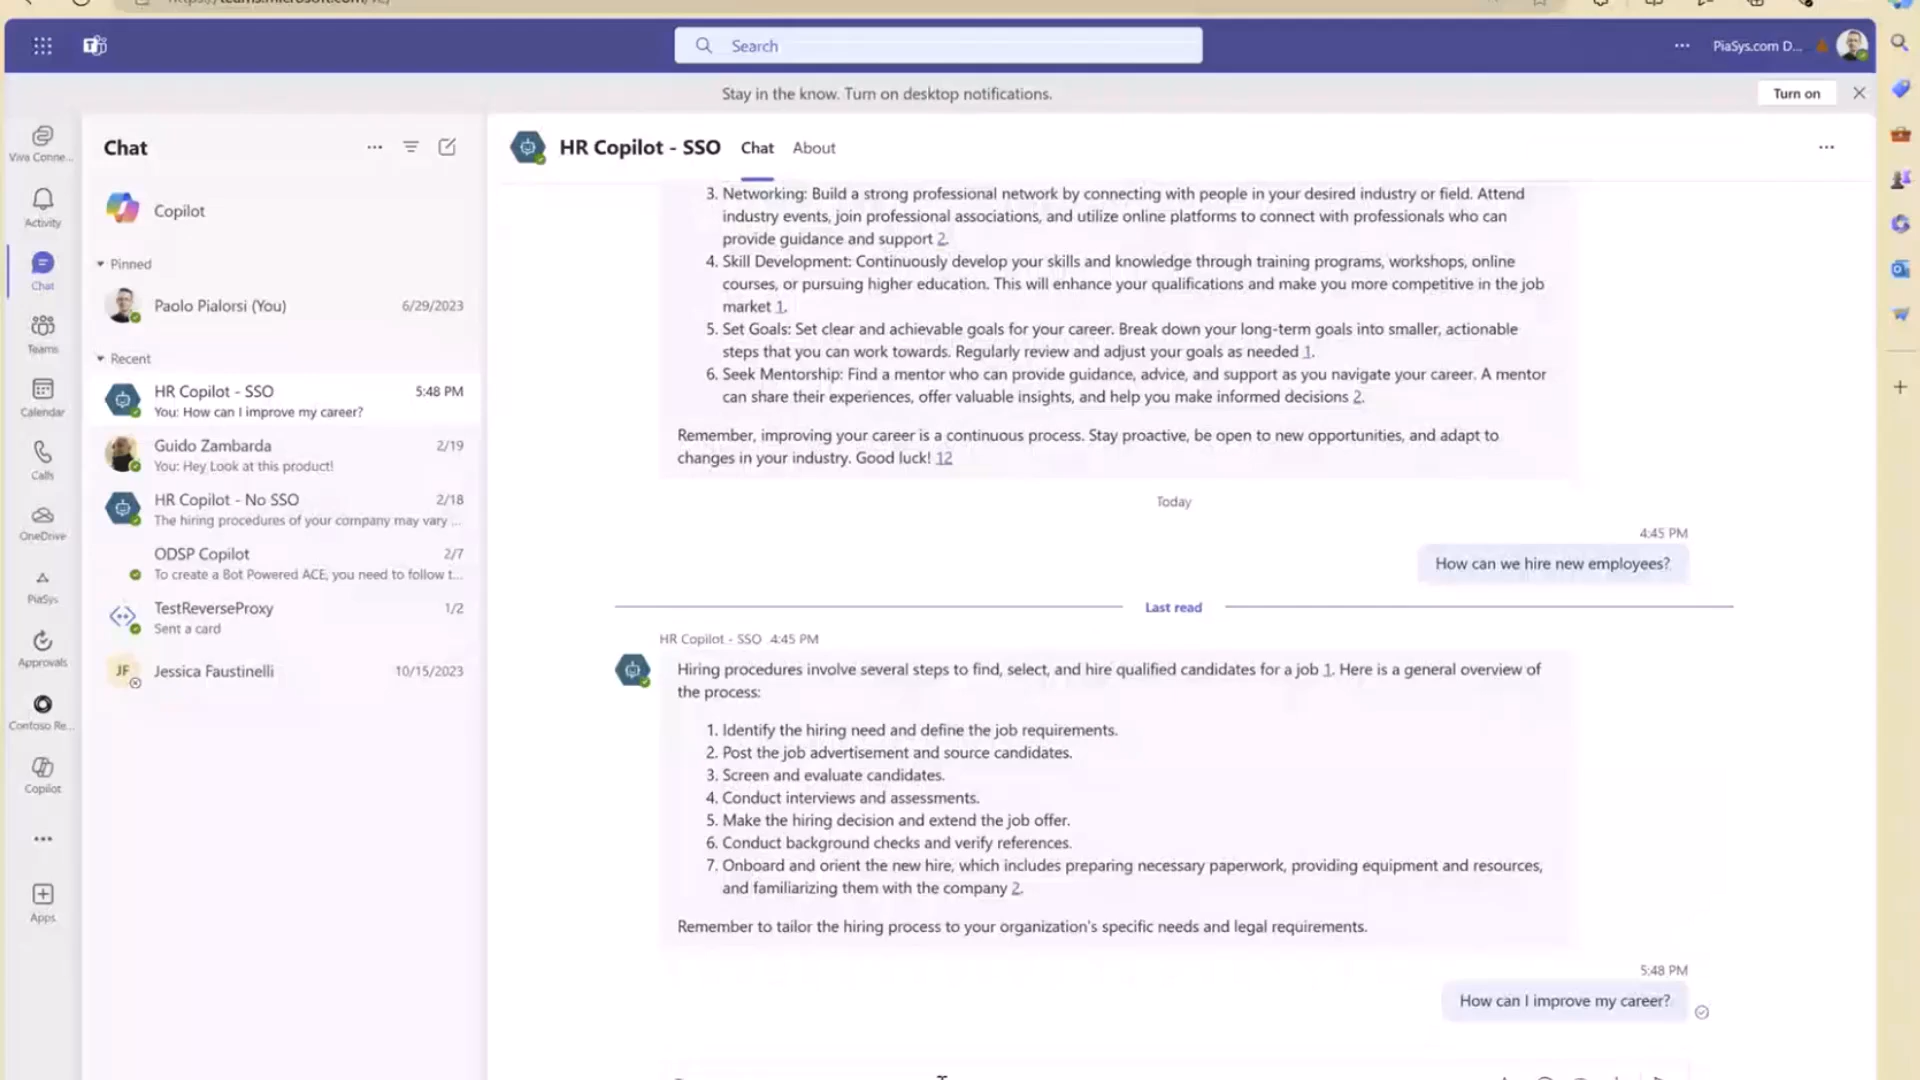 Search
PiaSys.com D...
Stay in the know. Turn on desktop notifications.
Turn on
Viva Conne...
Activity
Chat
Teams
Calendar
Calls
OneDrive
PiaSys
Approvals
Contoso Re...
Copilot
Apps
Chat
Copilot
Pinned
Paolo Pialorsi (You) 6/29/2023
Recent
HR Copilot - SSO 5:48 PM
You: How can I improve my career?
Guido Zambarda 2/19
You: Hey Look at this product!
HR Copilot - No SSO 2/18
The hiring procedures of your company may vary ...
ODSP Copilot 2/7
To create a Bot Powered ACE, you need to follow t...
TestReverseProxy 1/2
Sent a card
JF Jessica Faustinelli 10/15/2023
HR Copilot - SSO Chat About
3. Networking: Build a strong professional network by connecting with people in your desired industry or field. Attend
industry events, join professional associations, and utilize online platforms to connect with professionals who can
provide guidance and support 2.
4. Skill Development: Continuously develop your skills and knowledge through training programs, workshops, online
courses, or pursuing higher education. This will enhance your qualifications and make you more competitive in the job
market 1.
5. Set Goals: Set clear and achievable goals for your career. Break down your long-term goals into smaller, actionable
steps that you can work towards. Regularly review and adjust your goals as needed 1.
6. Seek Mentorship: Find a mentor who can provide guidance, advice, and support as you navigate your career. A mentor
can share their experiences, offer valuable insights, and help you make informed decisions 2.
Remember, improving your career is a continuous process. Stay proactive, be open to new opportunities, and adapt to
changes in your industry. Good luck! 12
Today
4:45 PM
How can we hire new employees?
Last read
HR Copilot - SSO 4:45 PM
Hiring procedures involve several steps to find, select, and hire qualified candidates for a job 1. Here is a general overview of
the process:
1. Identify the hiring need and define the job requirements.
2. Post the job advertisement and source candidates.
3. Screen and evaluate candidates.
4. Conduct interviews and assessments.
5. Make the hiring decision and extend the job offer.
6. Conduct background checks and verify references.
7. Onboard and orient the new hire, which includes preparing necessary paperwork, providing equipment and resources,
and familiarizing them with the company 2.
Remember to tailor the hiring process to your organization's specific needs and legal requirements.
5:48 PM
How can I improve my career?